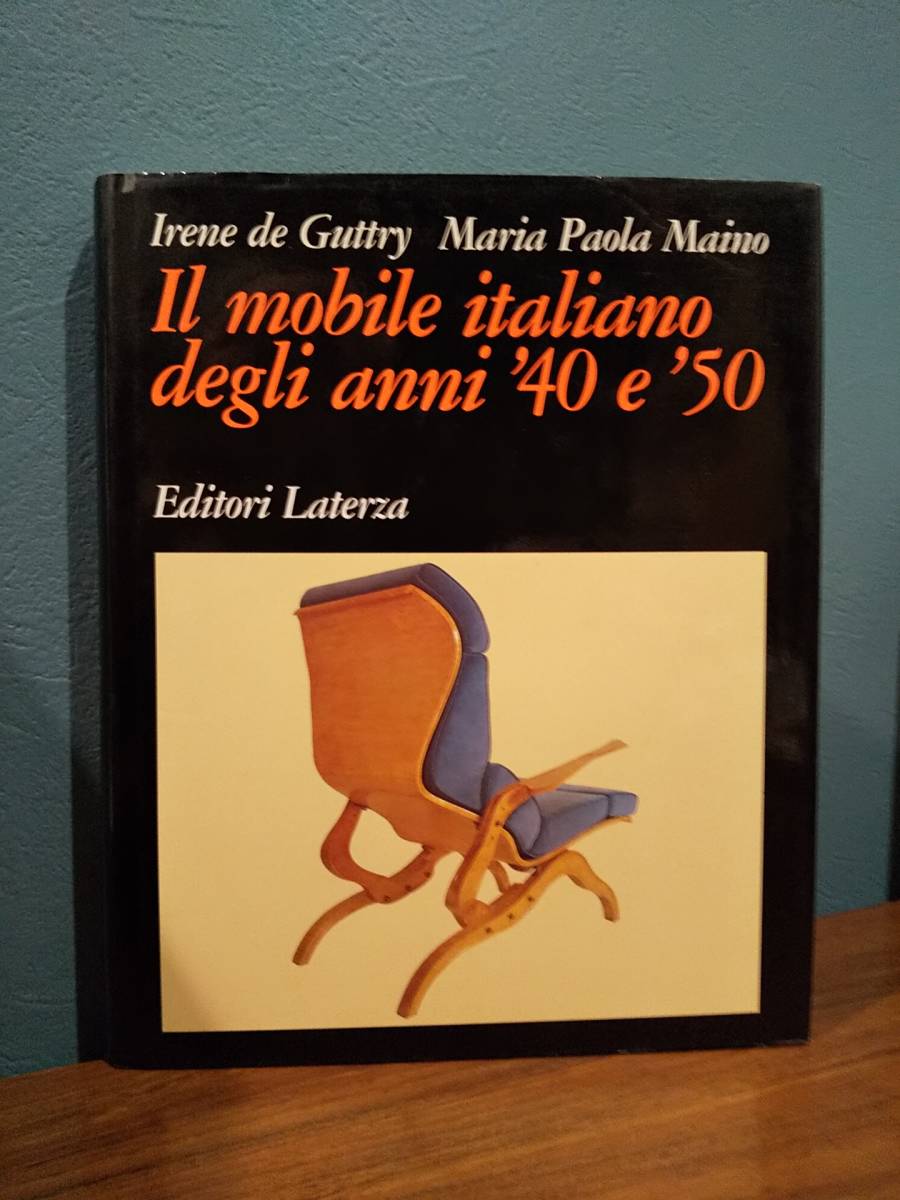 Irene de Guttry Maria Paola Maino
Il mobile italiano
degli anni '40 e '50
Editori Laterza